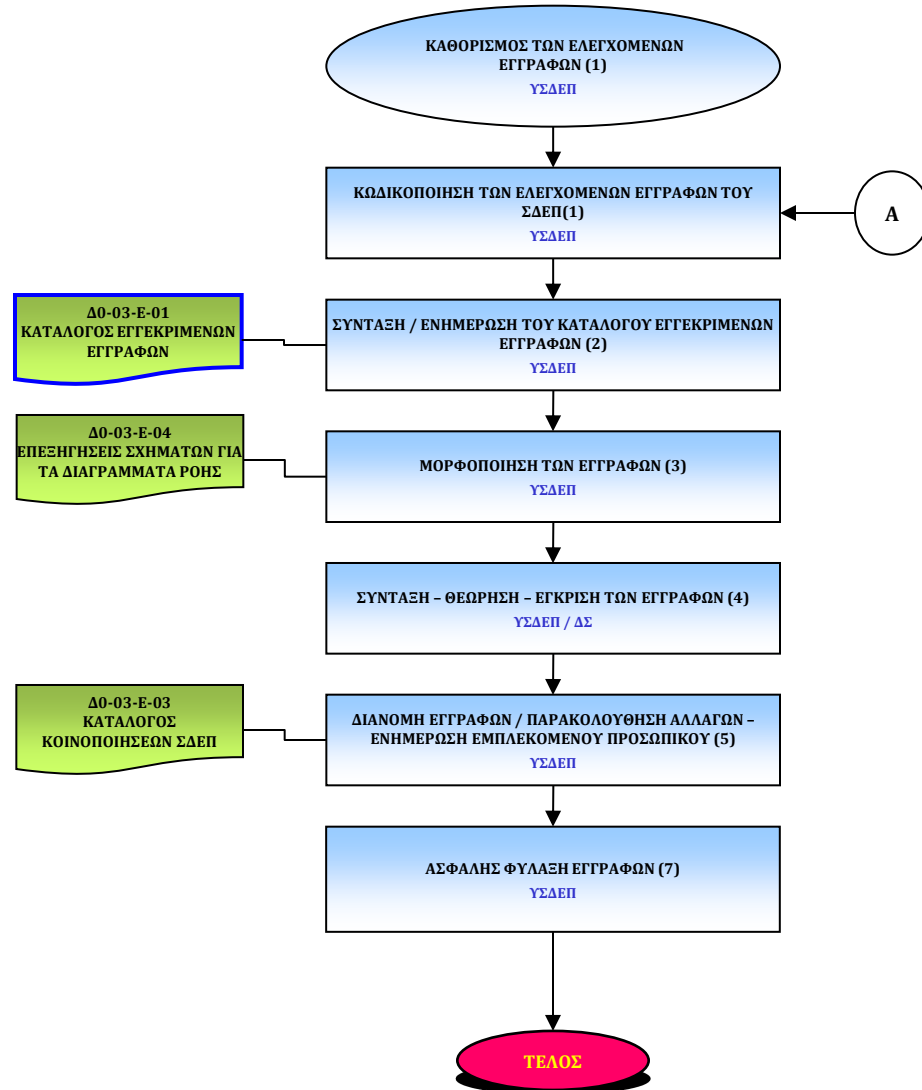 ΚΑΘΟΡΙΣΜΟΣ ΤΩΝ ΕΛΕΓΧΟΜΕΝΩΝ
ΕΓΓΡΑΦΩΝ (1)
ΥΣΔΕΠ
ΚΩΔΙΚΟΠΟΙΗΣΗ ΤΩΝ ΕΛΕΓΧΟΜΕΝΩΝ ΕΓΓΡΑΦΩΝ ΤΟΥ
ΣΔΕΠ(1)
ΥΣΔΕΠ
Α
Δ0-03-Ε-01
ΚΑΤΑΛΟΓΟΣ ΕΓΓΕΚΡΙΜΕΝΩΝ
ΕΓΓΡΑΦΩΝ
ΣΥΝΤΑΞΗ / ΕΝΗΜΕΡΩΣΗ ΤΟΥ ΚΑΤΑΛΟΓΟΥ ΕΓΓΕΚΡΙΜΕΝΩΝ
ΕΓΓΡΑΦΩΝ (2)
ΥΣΔΕΠ
Δ0-03-Ε-04
ΕΠΕΞΗΓΗΣΕΙΣ ΣΧΗΜΑΤΩΝ ΓΙΑ
ΤΑ ΔΙΑΓΡΑΜΜΑΤΑ ΡΟΗΣ
ΜΟΡΦΟΠΟΙΗΣΗ ΤΩΝ ΕΓΓΡΑΦΩΝ (3)
ΥΣΔΕΠ
ΣΥΝΤΑΞΗ – ΘΕΩΡΗΣΗ – ΕΓΚΡΙΣΗ ΤΩΝ ΕΓΓΡΑΦΩΝ (4)
ΥΣΔΕΠ / ΔΣ
Δ0-03-Ε-03
ΚΑΤΑΛΟΓΟΣ
ΚΟΙΝΟΠΟΙΗΣΕΩΝ ΣΔΕΠ
ΔΙΑΝΟΜΗ ΕΓΓΡΑΦΩΝ / ΠΑΡΑΚΟΛΟΥΘΗΣΗ ΑΛΛΑΓΩΝ –
ΕΝΗΜΕΡΩΣΗ ΕΜΠΛΕΚΟΜΕΝΟΥ ΠΡΟΣΩΠΙΚΟΥ (5)
ΥΣΔΕΠ
ΑΣΦΑΛΗΣ ΦΥΛΑΞΗ ΕΓΓΡΑΦΩΝ (7)
ΥΣΔΕΠ
ΤΕΛΟΣ